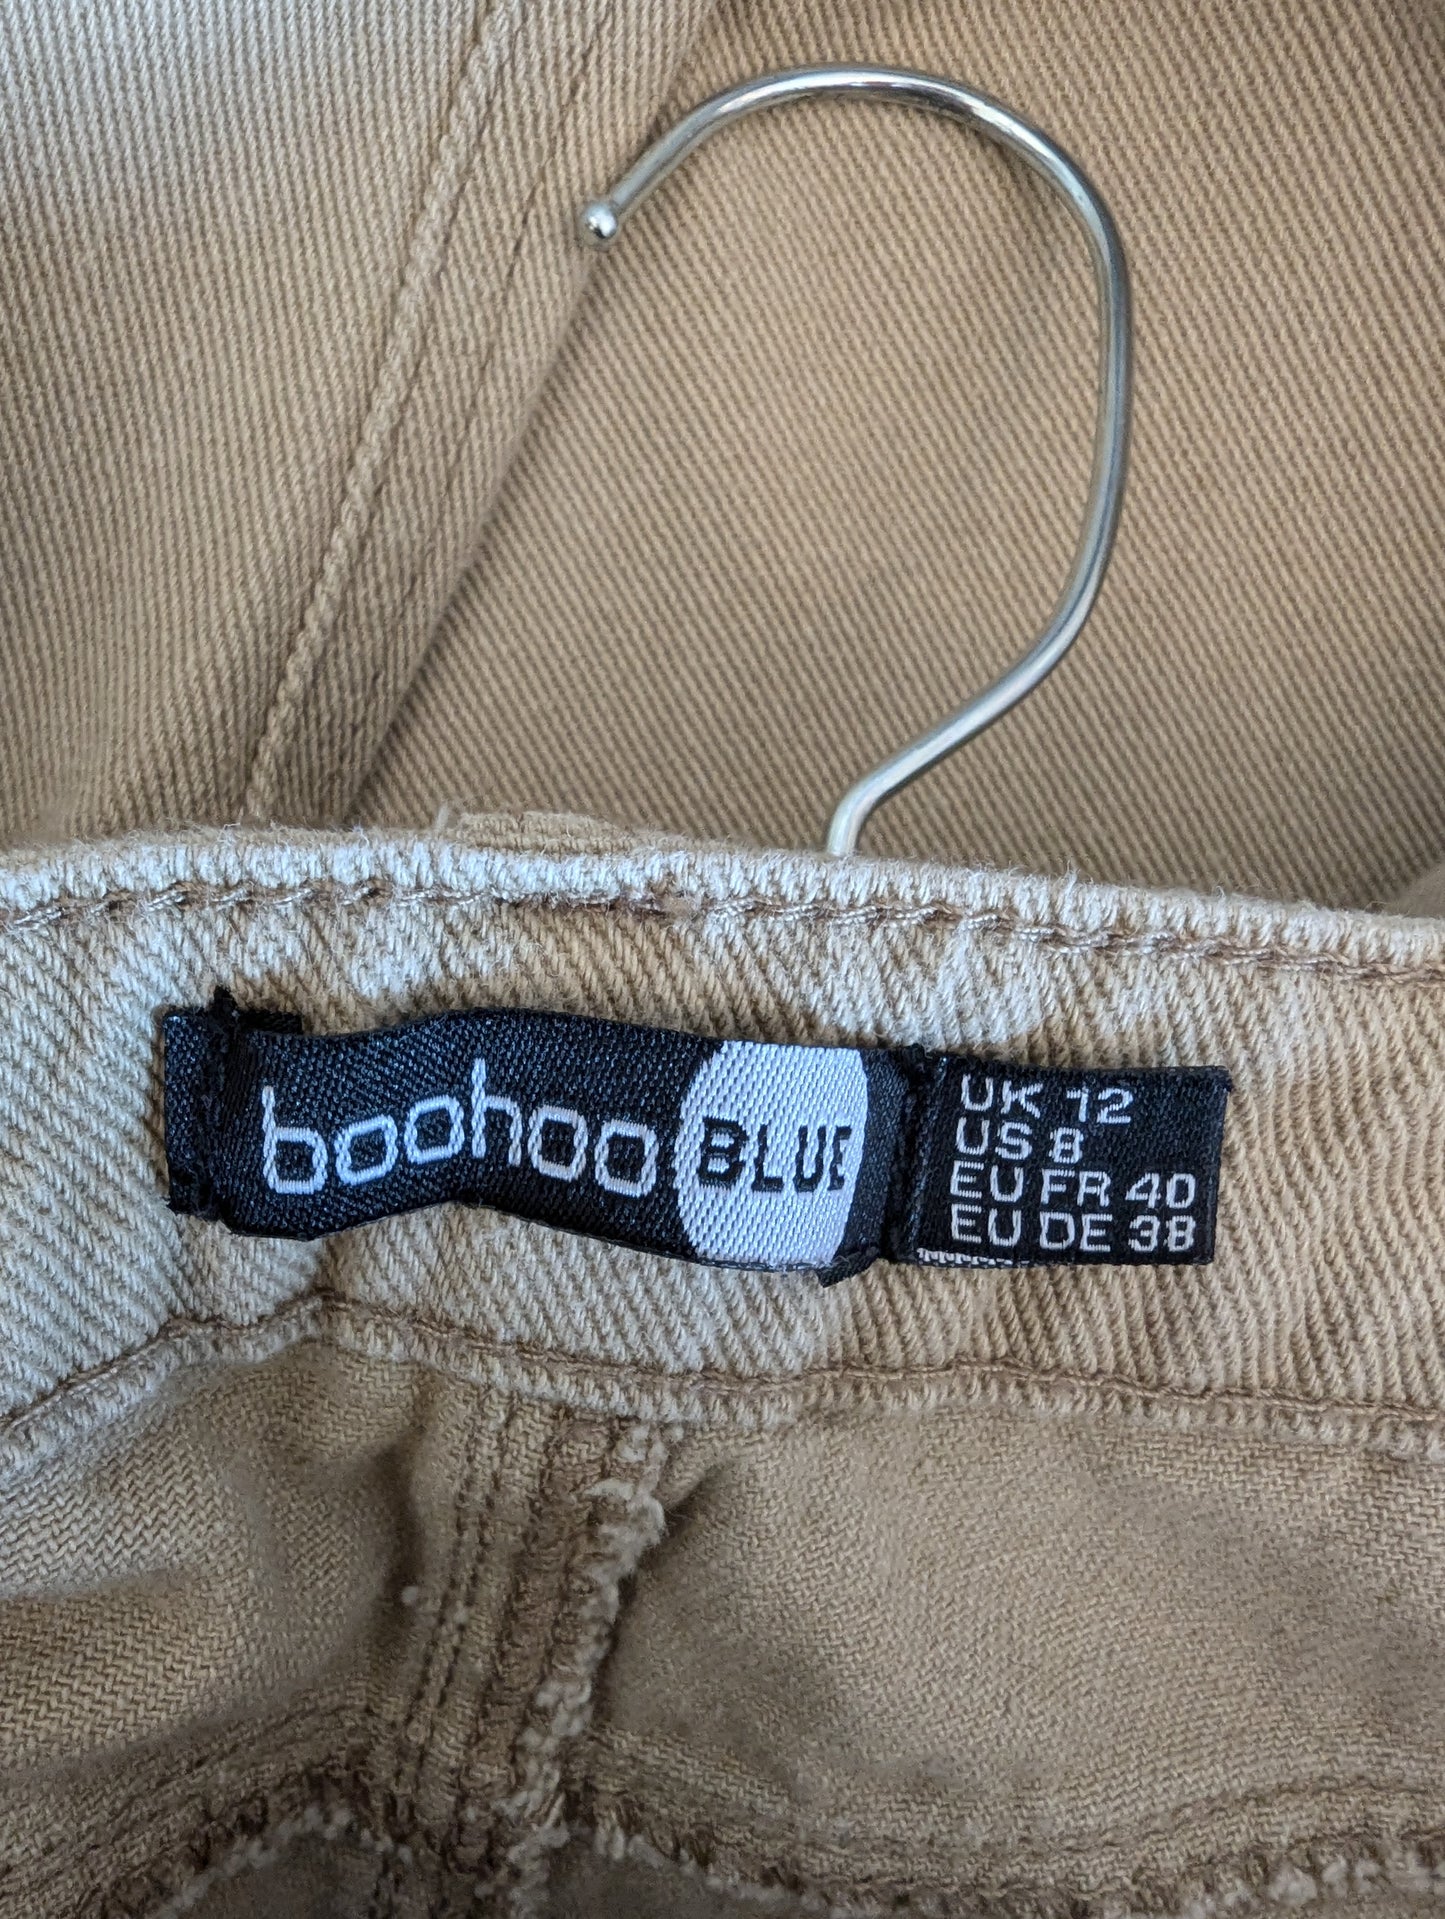 boohoo BLUE
UK 12
US 8
EU FR 40
EU DE 38